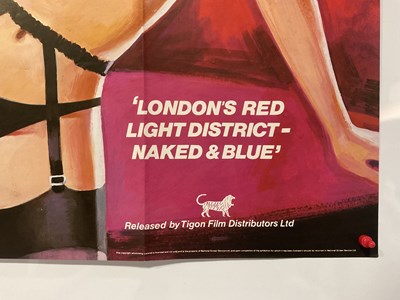 'LONDON'S RED
LIGHT DISTRICT-
NAKED & BLUE'
Released by Tigon Film Distributors Ltd